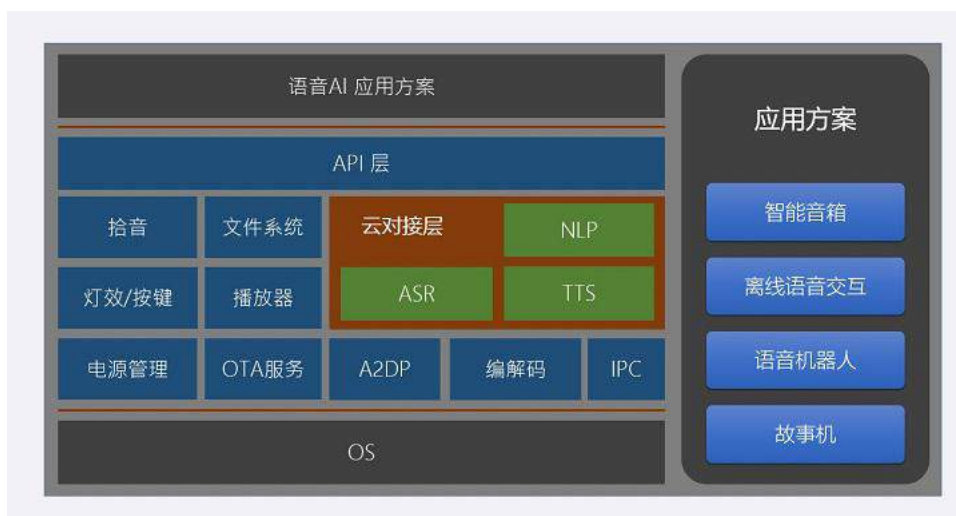 语音AI 应用方案
API 层
拾音
文件系统
云对接层
NLP
灯效/按键
播放器
ASR
TTS
电源管理
OTA服务
A2DP
编解码
IPC
OS
应用方案
智能音箱
离线语音交互
语音机器人
故事机